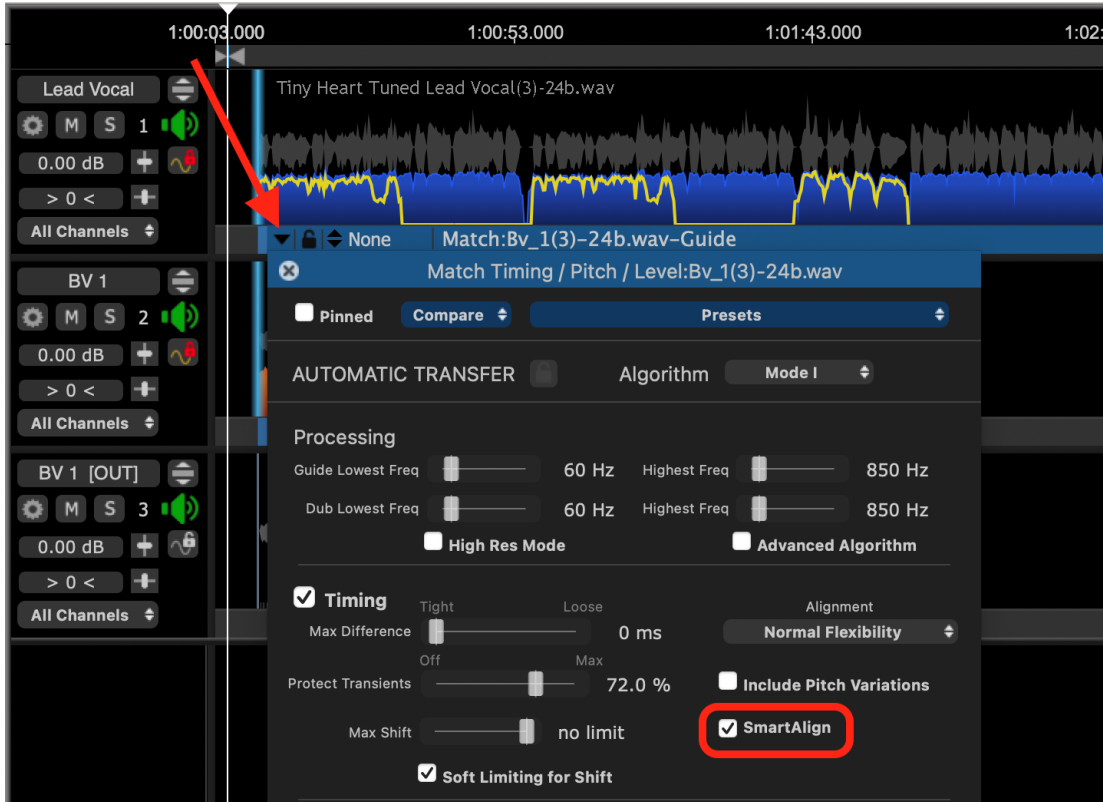 1:00:03.000 1:00:53.000 1:01:43.000 1:02:
Lead Vocal
Tiny Heart Tuned Lead Vocal(3)-24b.wav
M S 1
0.00 dB
> 0 <
All Channels
None Match:Bv_1(3)-24b.wav-Guide
Match Timing / Pitch / Level:Bv_1(3)-24b.wav
BV 1
M S 2
0.00 dB
> 0 <
All Channels
Pinned Compare Presets
AUTOMATIC TRANSFER Algorithm Mode I
Processing
Guide Lowest Freq 60 Hz Highest Freq 850 Hz
Dub Lowest Freq 60 Hz Highest Freq 850 Hz
High Res Mode Advanced Algorithm
BV 1 [OUT]
M S 3
0.00 dB
> 0 <
All Channels
Timing Tight Loose Alignment
Max Difference 0 ms Normal Flexibility
Off Max
Protect Transients 72.0 % Include Pitch Variations
Max Shift no limit SmartAlign
Soft Limiting for Shift